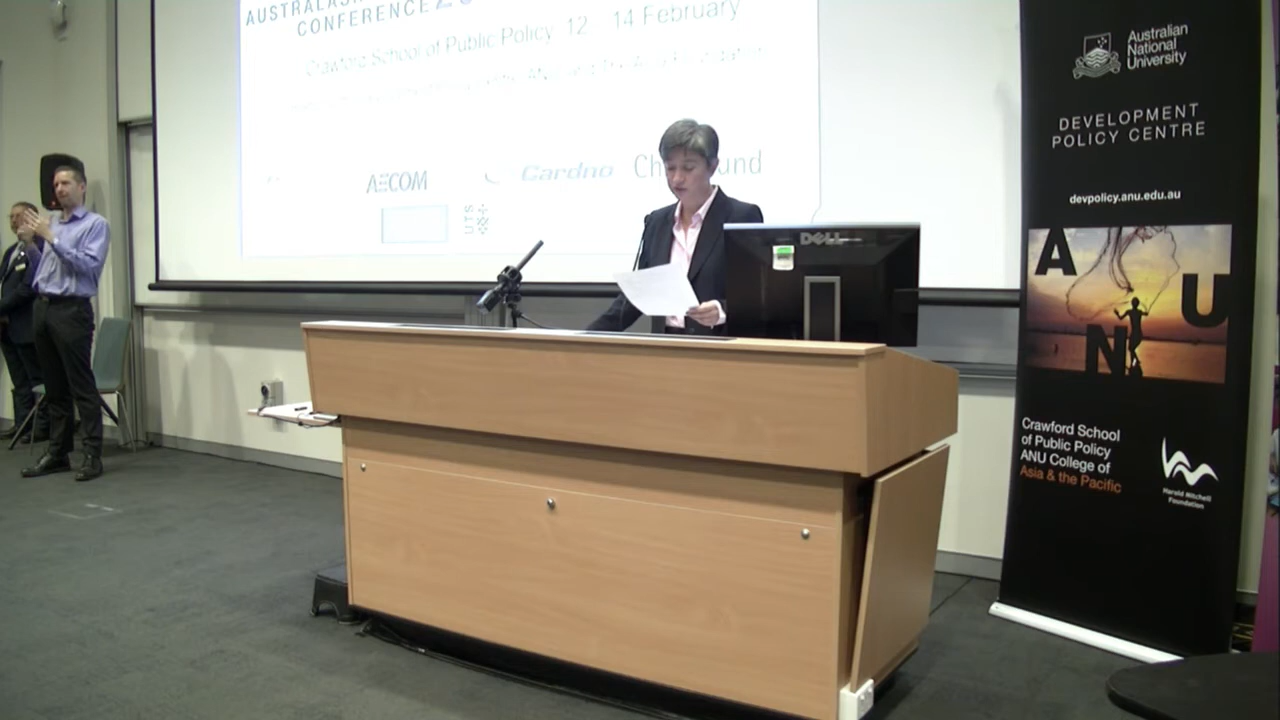 CONFERENCE
Crawford School of Public Policy 12 14 February
AECOM
Cardno
UTS
DELL
Australian
National
University
DEVELOPMENT
POLICY CENTRE
devpolicy.anu.edu.au
A
N
U
Crawford School
of Public Policy
ANU College of
Asia & the Pacific
Harold Mitchell
Foundation